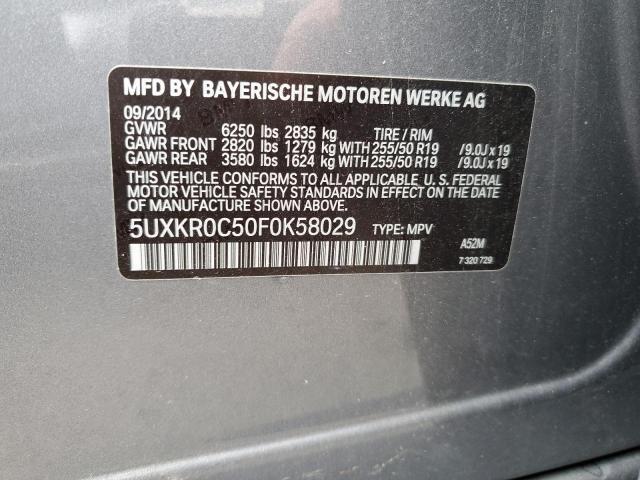 MFD BY BAYERISCHE MOTOREN WERKE AG
09/2014
GVWR 6250 lbs 2835 kg TIRE / RIM
GAWR FRONT 2820 lbs 1279 kg WITH 255/50 R19 /9.0J x 19
GAWR REAR 3580 lbs 1624 kg WITH 255/50 R19 /9.0J x 19
THIS VEHICLE CONFORMS TO ALL APPLICABLE, U. S. FEDERAL
MOTOR VEHICLE SAFETY STANDARDS IN EFFECT ON THE DATE
OF MANUFACTURE SHOWN ABOVE.
5UXKR0C50F0K58029 TYPE: MPV A52M
7 320 729